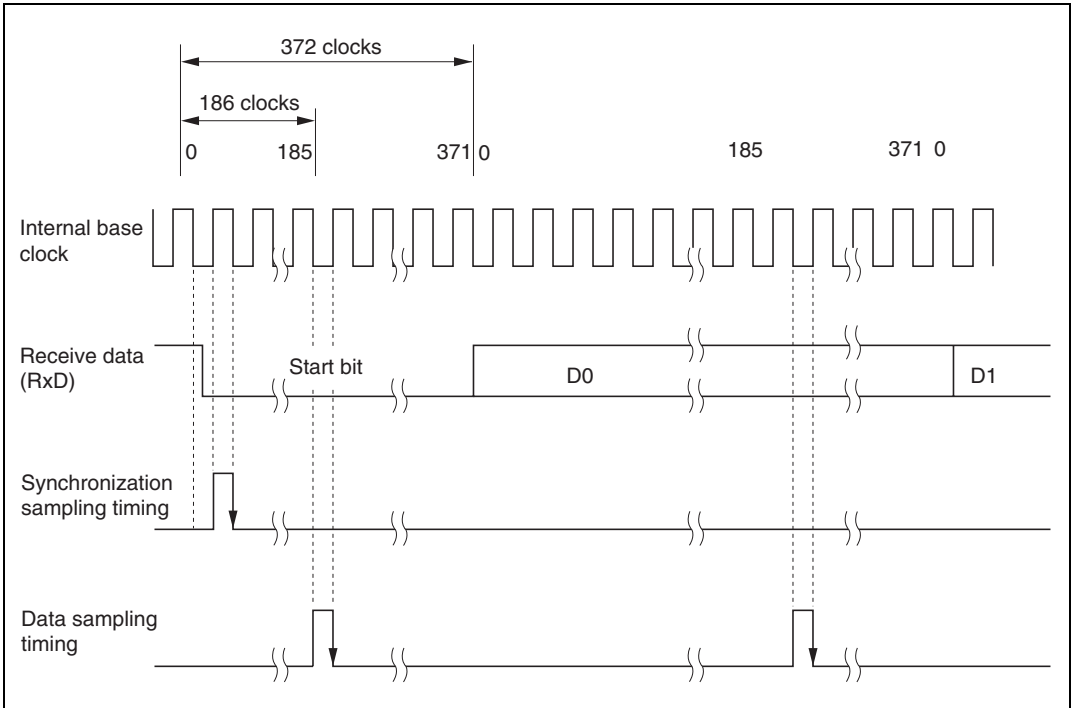 372 clocks
186 clocks
0 185 371 0 185 371 0
Internal base
clock
Receive data
(RxD)
Start bit
D0
D1
Synchronization
sampling timing
Data sampling
timing